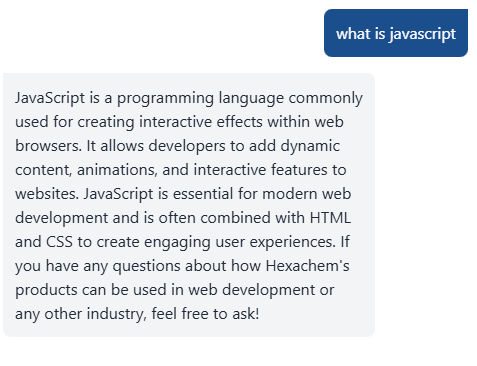 what is javascript
JavaScript is a programming language commonly
used for creating interactive effects within web
browsers. It allows developers to add dynamic
content, animations, and interactive features to
websites. JavaScript is essential for modern web
development and is often combined with HTML
and CSS to create engaging user experiences. If
you have any questions about how Hexachem's
products can be used in web development or
any other industry, feel free to ask!